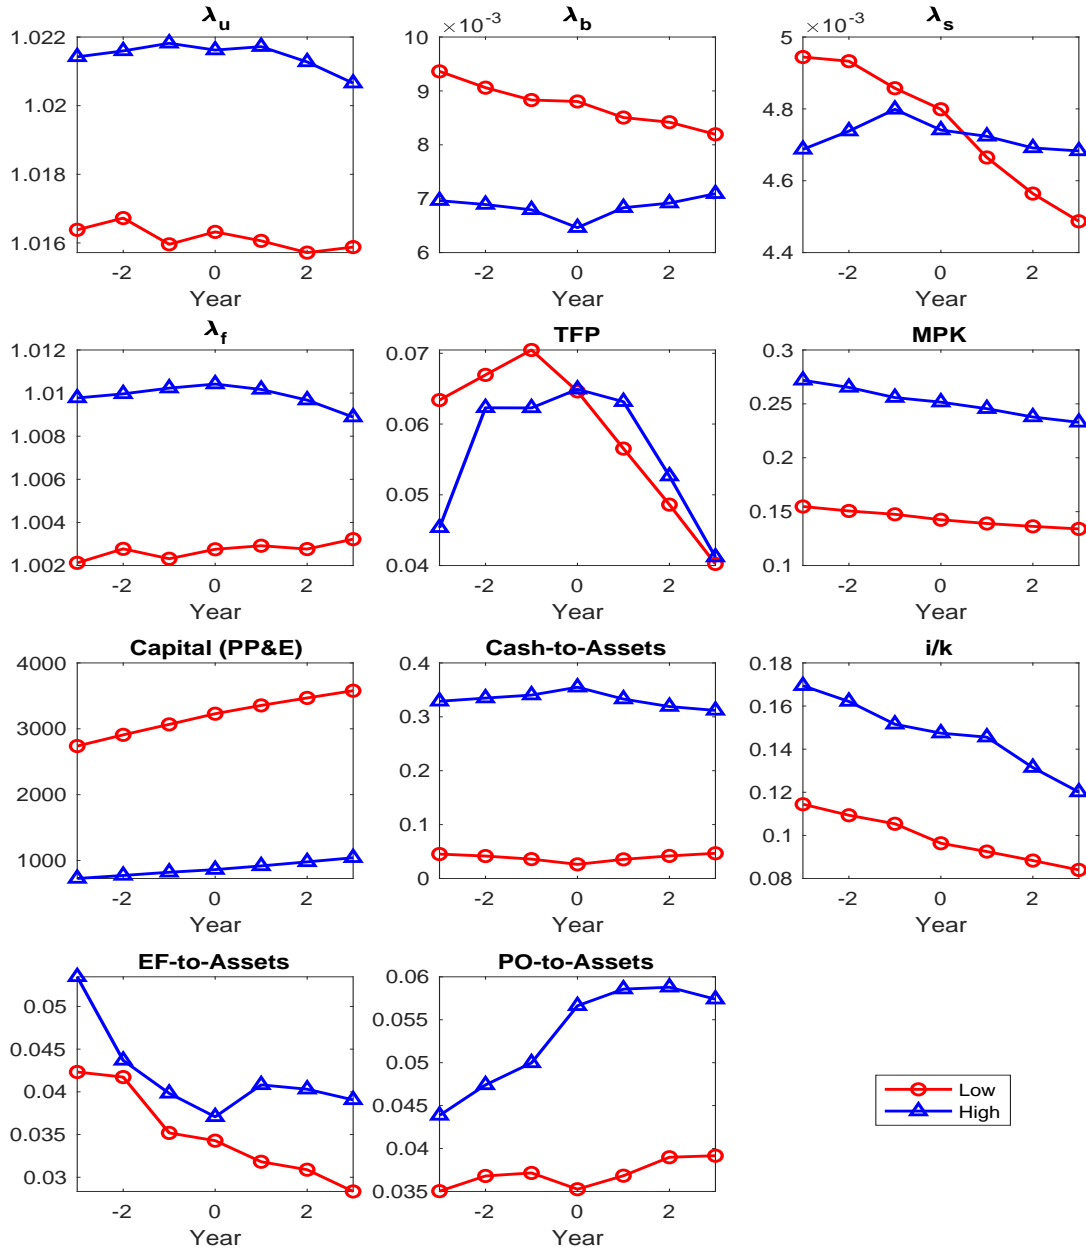 λu λb λs
×10-3 ×10-3
1.022 10 5
1.02 9 4.8
1.018 8 4.6
1.016 7 4.4
6
-2 0 2 -2 0 2 -2 0 2
Year Year Year
λf TFP MPK
1.012 0.07 0.3
1.01 0.06 0.25
1.008 0.05 0.2
1.006 0.04 0.15
1.004 0.1
1.002
-2 0 2 -2 0 2 -2 0 2
Year Year Year
Capital (PP&E) Cash-to-Assets i/k
4000 0.4 0.18
3000 0.3 0.16
2000 0.2 0.14
1000 0.1 0.12
0 0.1
0.08
-2 0 2 -2 0 2 -2 0 2
Year Year Year
EF-to-Assets PO-to-Assets
0.05 0.06
0.045 0.055
0.04 0.05
0.035 0.045
0.03 0.04
0.035
-2 0 2 -2 0 2
Year Year
Low
High